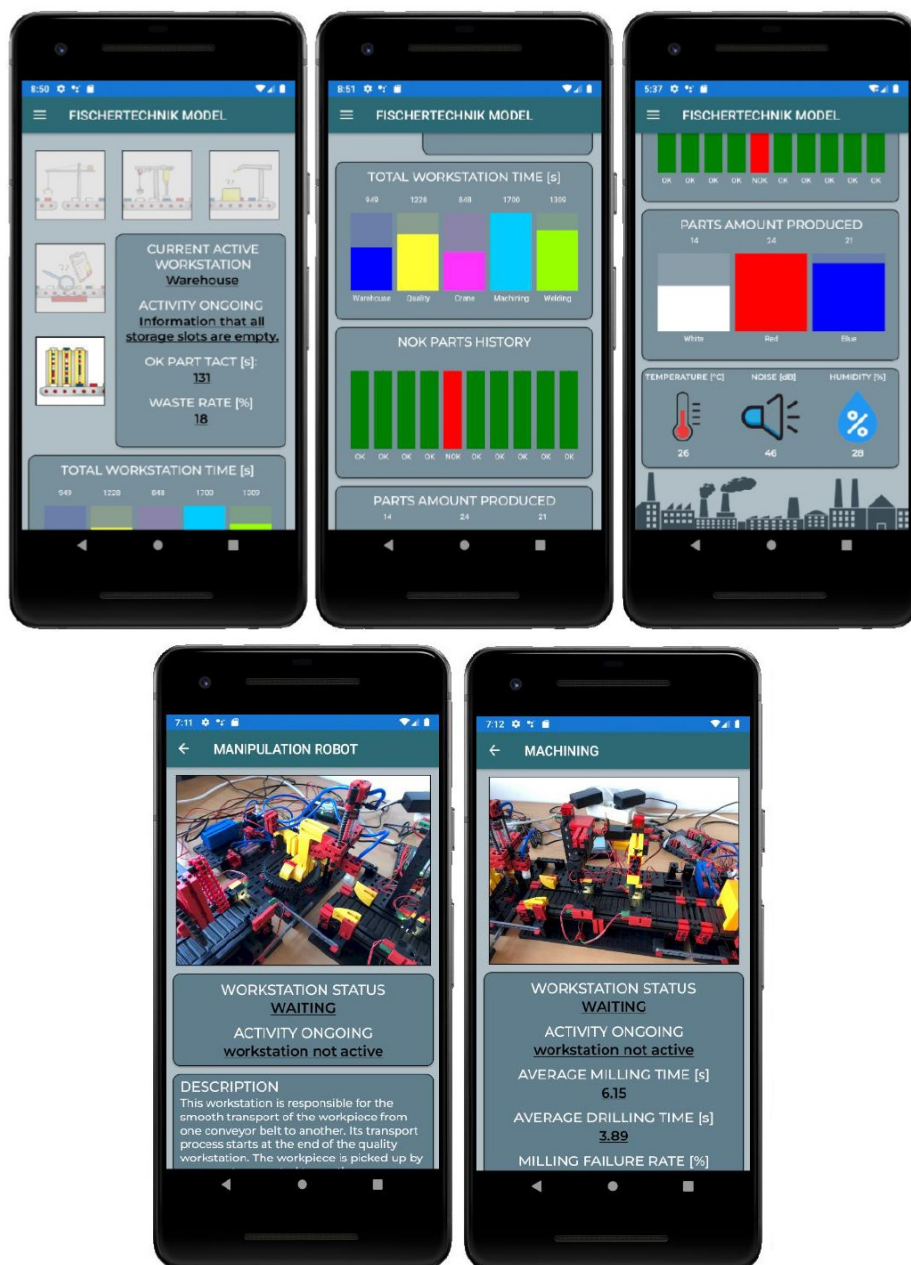 8:50
FISCHERTECHNIK MODEL
CURRENT ACTIVE
WORKSTATION
Warehouse
ACTIVITY ONGOING
Information that all
storage slots are empty.
OK PART TACT [s]:
131
WASTE RATE [%]
18
TOTAL WORKSTATION TIME [s]
949 1228 848 1700 1309
8:51
FISCHERTECHNIK MODEL
TOTAL WORKSTATION TIME [s]
949 1228 848 1700 1309
Warehouse Quality Crane Machining Welding
NOK PARTS HISTORY
OK OK OK OK NOK OK OK OK OK OK
PARTS AMOUNT PRODUCED
14 24 21
5:37
FISCHERTECHNIK MODEL
OK OK OK OK NOK OK OK OK OK OK
PARTS AMOUNT PRODUCED
14 24 21
White Red Blue
TEMPERATURE [°C] NOISE [dB] HUMIDITY [%]
%
26 46 28
7:11
MANIPULATION ROBOT
WORKSTATION STATUS
WAITING
ACTIVITY ONGOING
workstation not active
DESCRIPTION
This workstation is responsible for the
smooth transport of the workpiece from
one conveyor belt to another. Its transport
process starts at the end of the quality
workstation. The workpiece is picked up by
7:12
MACHINING
WORKSTATION STATUS
WAITING
ACTIVITY ONGOING
workstation not active
AVERAGE MILLING TIME [s]
6.15
AVERAGE DRILLING TIME [s]
3.89
MILLING FAILURE RATE [%]